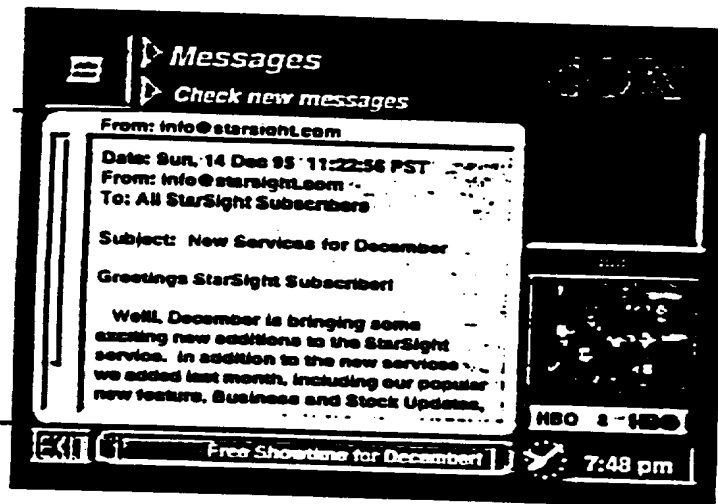 Messages
Check new messages
From: info@starsight.com
Date: Sun, 14 Dec 95 11:22:56 PST
From: info@starsight.com
To: All StarSight Subscribers
Subject: New Services for December
Greetings StarSight Subscriber!
Wellll, December is bringing some
exciting new additions to the StarSight
service. In addition to the new services
we added last month, including our popular
new feature, Business and Stock Updates,
HBO 2 HBO
Free Showtime for December!
7:48 pm